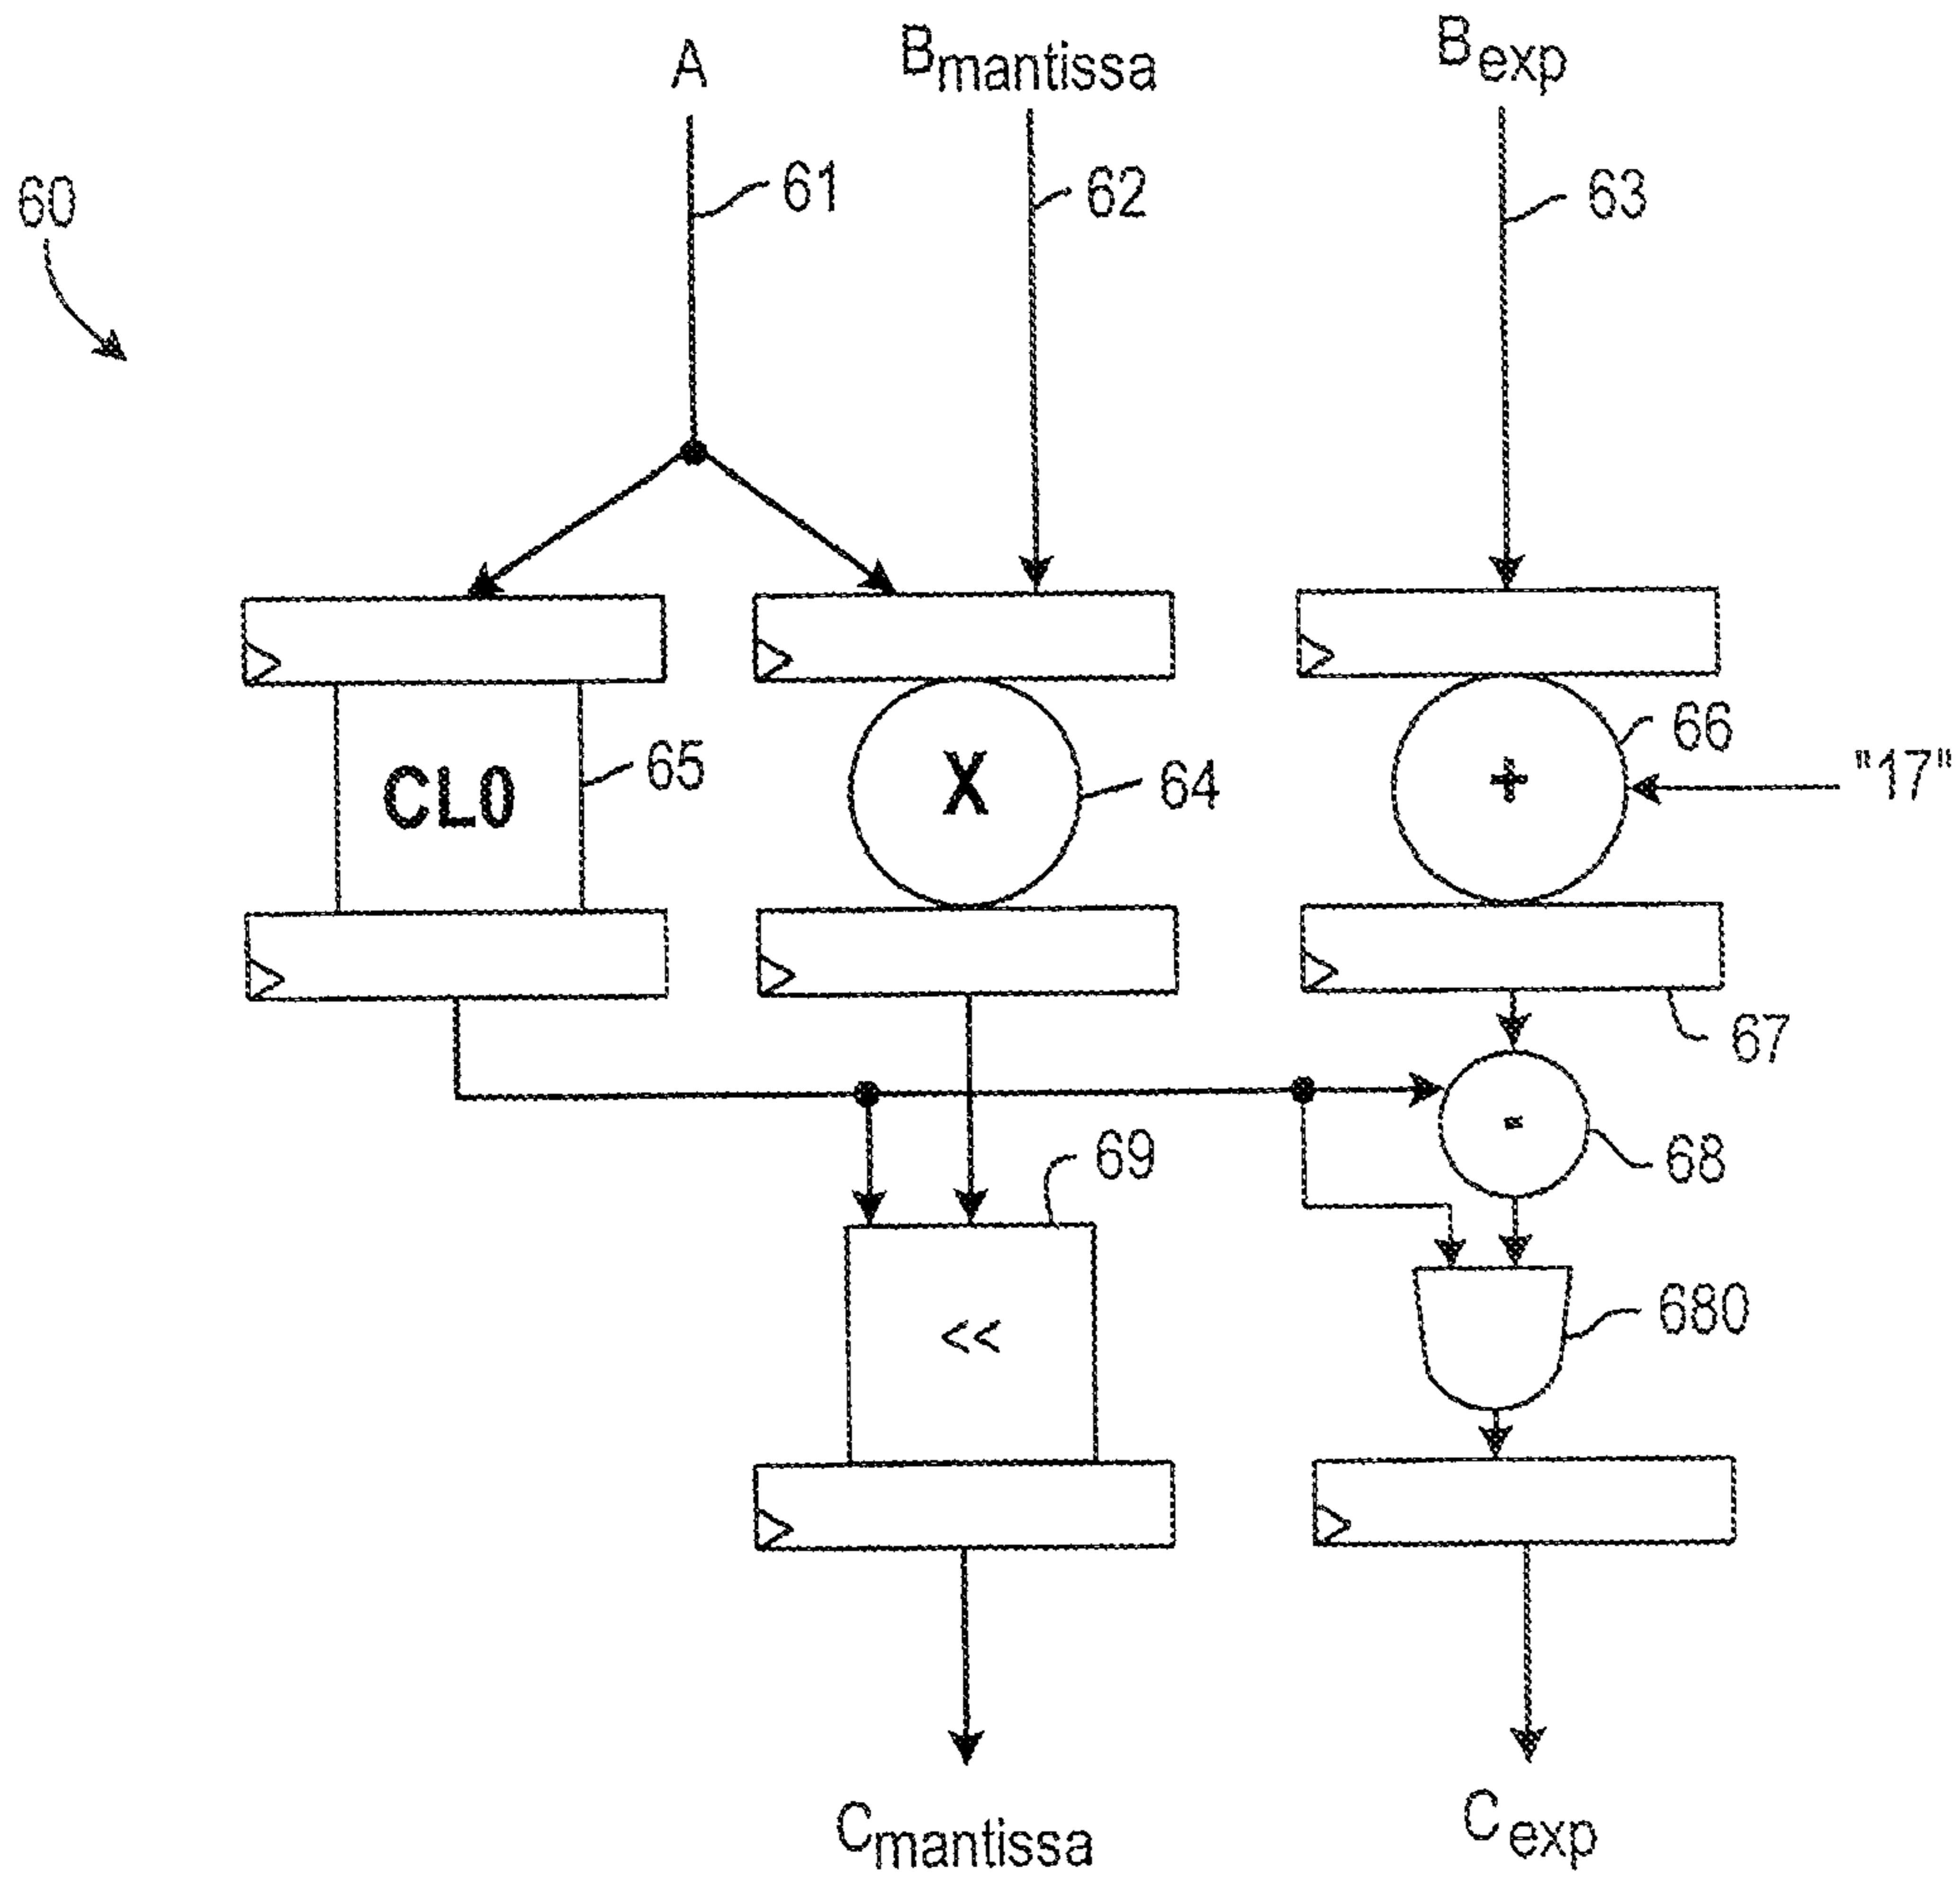 A
Bmantissa
Bexp
60
61
62
63
CL0
65
X
64
+
66
"17"
67
-
68
69
<<
680
Cmantissa
Cexp